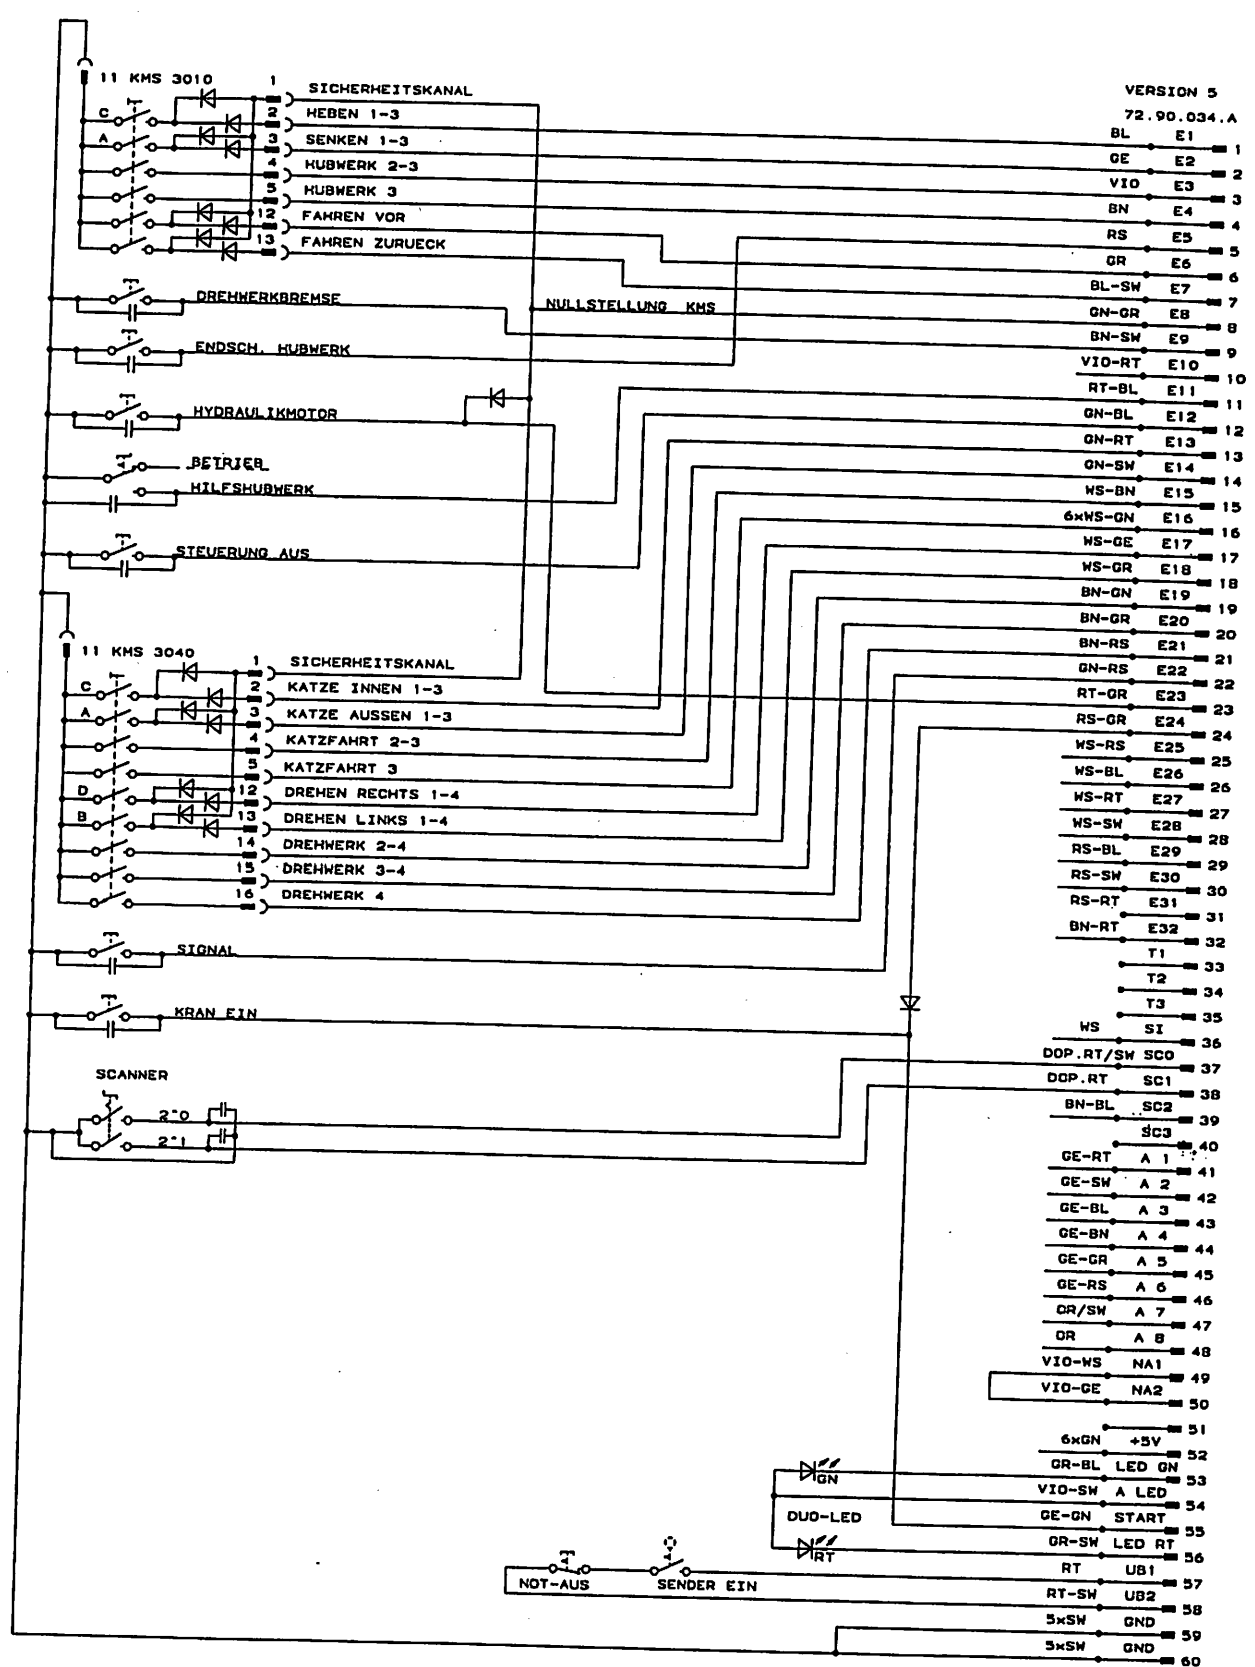 11 KMS 3010
C
A
1 SICHERHEITSKANAL
2 HEBEN 1-3
3 SENKEN 1-3
4 HUBWERK 2-3
5 HUBWERK 3
12 FAHREN VOR
13 FAHREN ZURUECK
DREHWERKBREMSE
NULLSTELLUNG KMS
ENDSCH. HUBWERK
HYDRAULIKMOTOR
BETRIEB
HILFSHUBWERK
STEUERUNG AUS
11 KMS 3040
C
A
D
B
1 SICHERHEITSKANAL
2 KATZE INNEN 1-3
3 KATZE AUSSEN 1-3
4 KATZFAHRT 2-3
5 KATZFAHRT 3
12 DREHEN RECHTS 1-4
13 DREHEN LINKS 1-4
14 DREHWERK 2-4
15 DREHWERK 3-4
16 DREHWERK 4
SIGNAL
KRAN EIN
SCANNER
2^0
2^1
GN
DUO-LED
RT
NOT-AUS
SENDER EIN
VERSION 5
72.90.034.A
BL E1 1
GE E2 2
VIO E3 3
BN E4 4
RS E5 5
GR E6 6
BL-SW E7 7
GN-GR E8 8
BN-SW E9 9
VIO-RT E10 10
RT-BL E11 11
GN-BL E12 12
GN-RT E13 13
GN-SW E14 14
WS-BN E15 15
6xWS-GN E16 16
WS-GE E17 17
WS-GR E18 18
BN-GN E19 19
BN-GR E20 20
BN-RS E21 21
GN-RS E22 22
RT-GR E23 23
RS-GR E24 24
WS-RS E25 25
WS-BL E26 26
WS-RT E27 27
WS-SW E28 28
RS-BL E29 29
RS-SW E30 30
RS-RT E31 31
BN-RT E32 32
T1 33
T2 34
T3 35
WS SI 36
DOP.RT/SW SC0 37
DOP.RT SC1 38
BN-BL SC2 39
SC3 40
GE-RT A 1 41
GE-SW A 2 42
GE-BL A 3 43
GE-BN A 4 44
GE-GR A 5 45
GE-RS A 6 46
OR/SW A 7 47
OR A 8 48
VIO-WS NA1 49
VIO-GE NA2 50
51
6xGN +5V 52
GR-BL LED GN 53
VIO-SW A LED 54
GE-GN START 55
GR-SW LED RT 56
RT UB1 57
RT-SW UB2 58
5xSW GND 59
5xSW GND 60